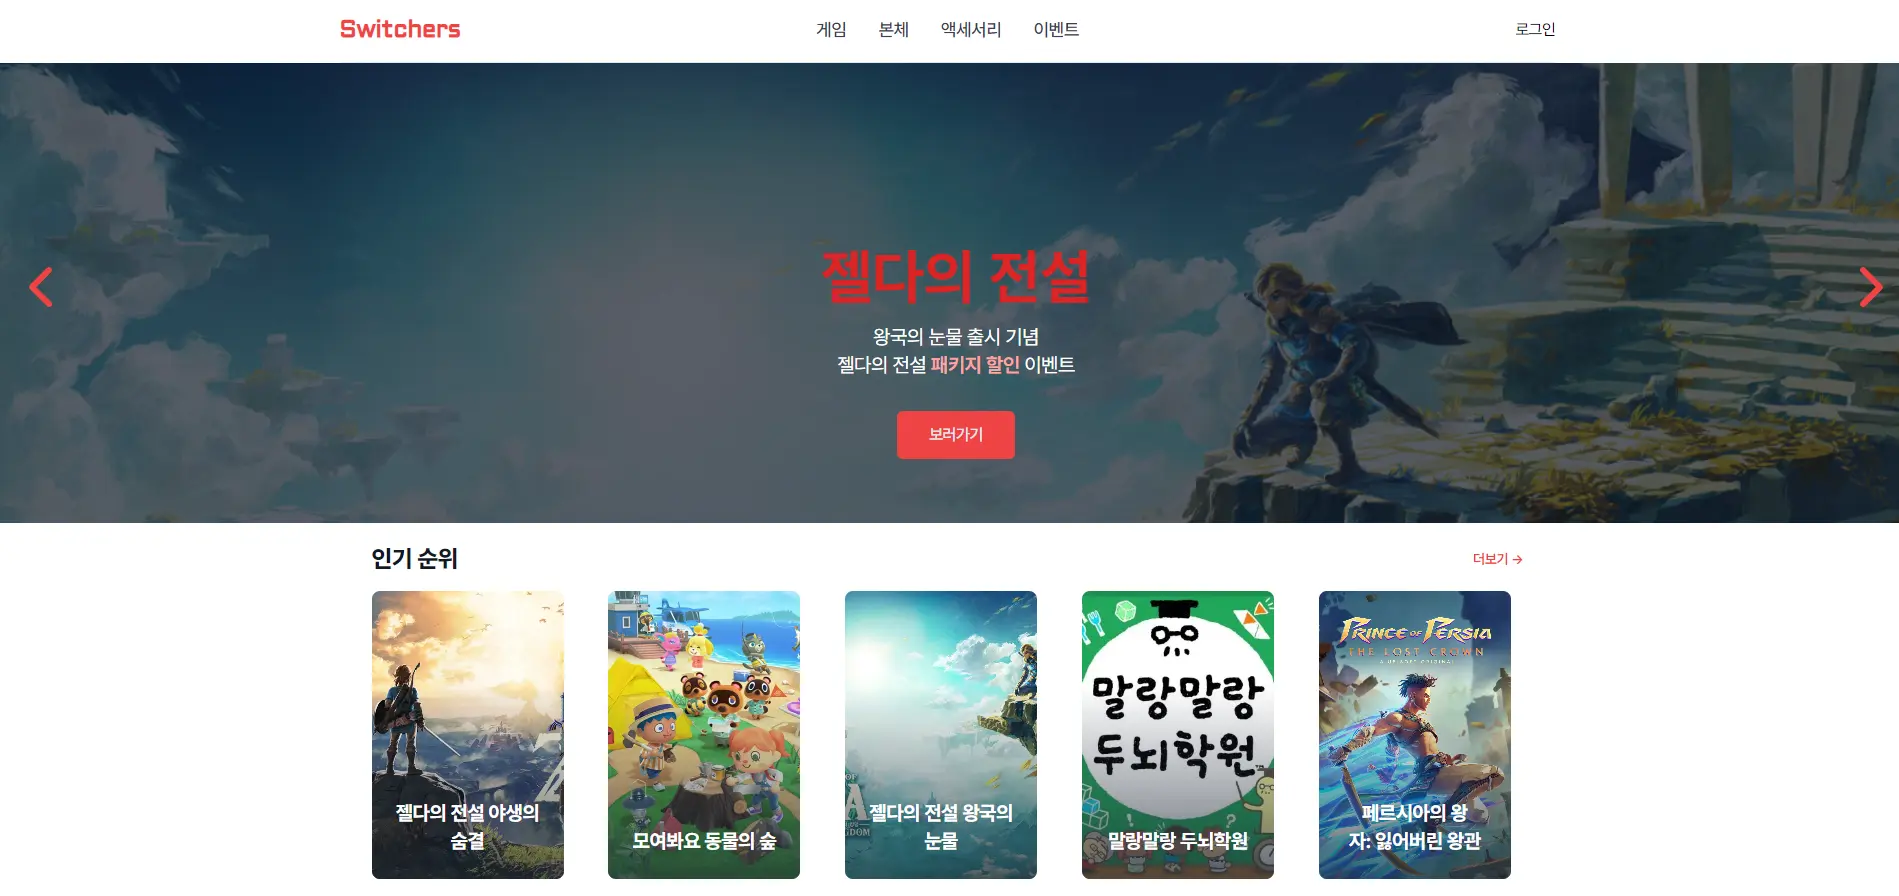 Switchers
게임 본체 액세서리 이벤트
로그인
젤다의 전설
왕국의 눈물 출시 기념
젤다의 전설 패키지 할인 이벤트
보러가기
인기 순위
더보기 →
젤다의 전설 야생의
숨결
모여봐요 동물의 숲
OF
KINGDOM
젤다의 전설 왕국의
눈물
말랑말랑
두뇌학원
말랑말랑 두뇌학원
PRINCE OF PERSIA
THE LOST CROWN
페르시아의 왕
자: 잃어버린 왕관